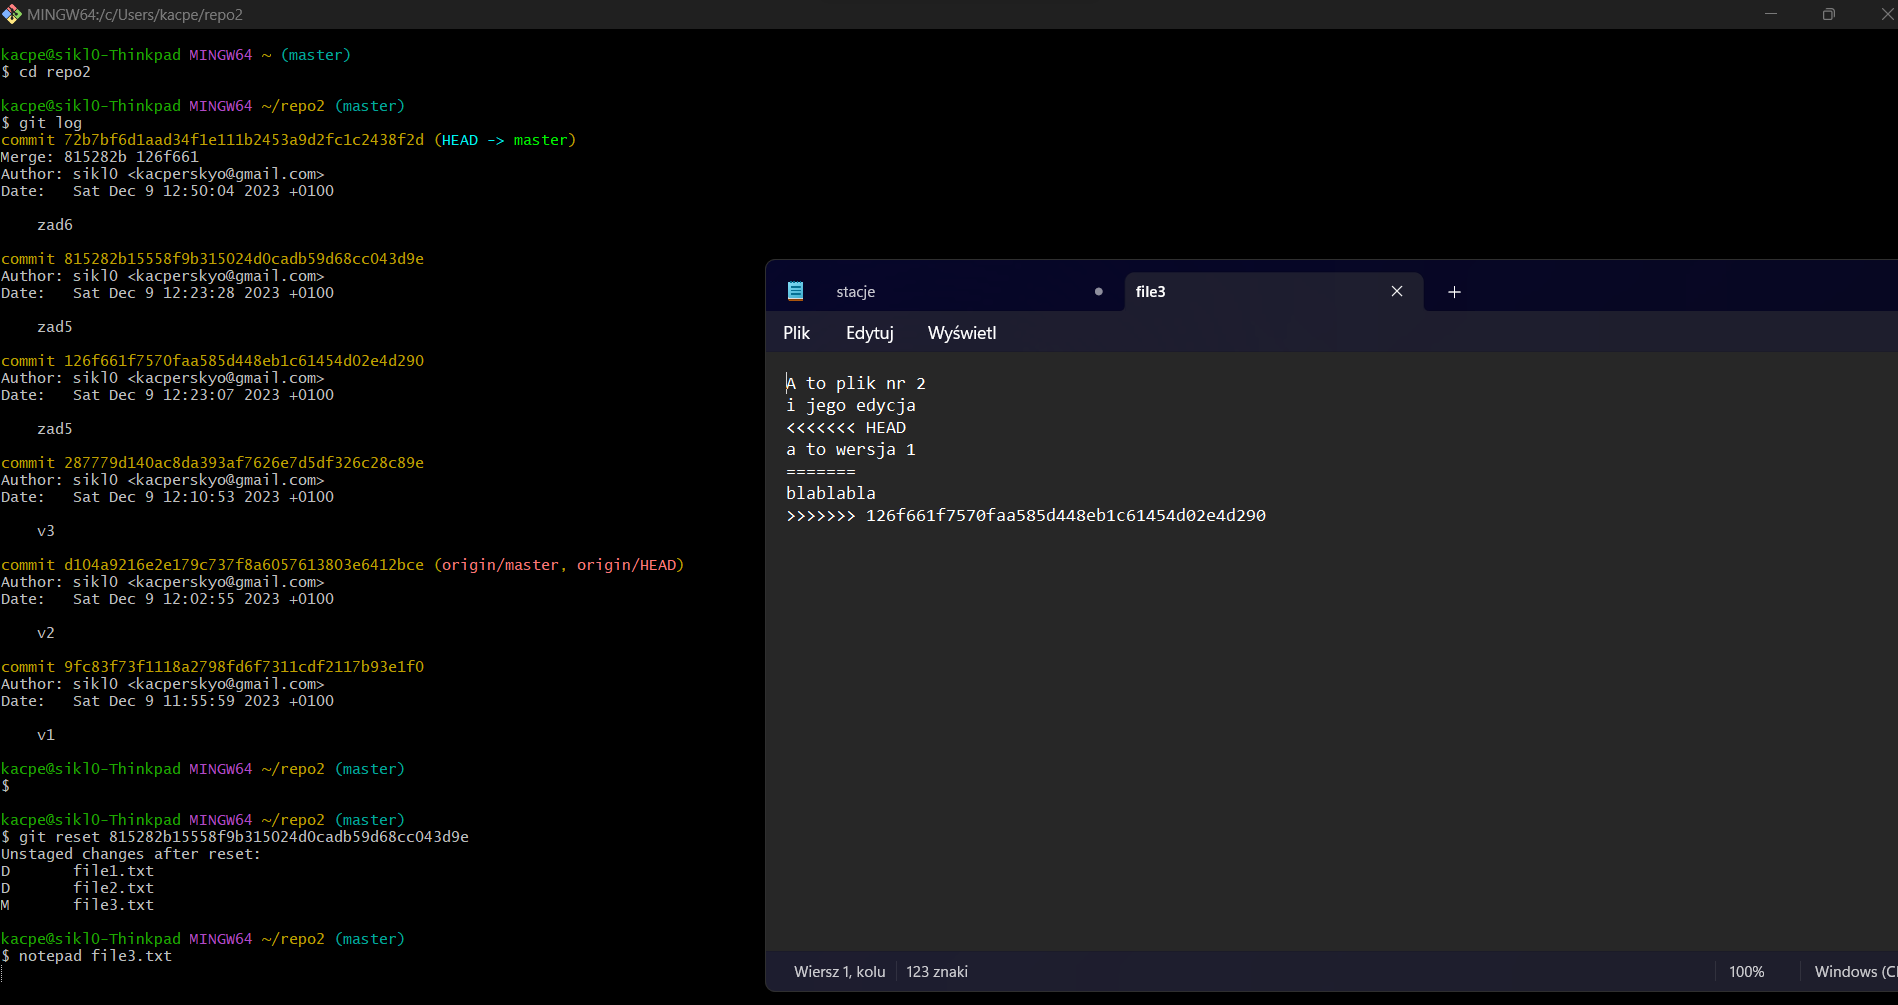 MINGW64:/c/Users/kacpe/repo2
kacpe@sikl0-Thinkpad MINGW64 ~ (master)
$ cd repo2
kacpe@sikl0-Thinkpad MINGW64 ~/repo2 (master)
$ git log
commit 72b7bf6d1aad34f1e111b2453a9d2fc1c2438f2d (HEAD -> master)
Merge: 815282b 126f661
Author: sikl0 <kacperskyo@gmail.com>
Date:   Sat Dec 9 12:50:04 2023 +0100
    zad6
commit 815282b15558f9b315024d0cadb59d68cc043d9e
Author: sikl0 <kacperskyo@gmail.com>
Date:   Sat Dec 9 12:23:28 2023 +0100
    zad5
commit 126f661f7570faa585d448eb1c61454d02e4d290
Author: sikl0 <kacperskyo@gmail.com>
Date:   Sat Dec 9 12:23:07 2023 +0100
    zad5
commit 287779d140ac8da393af7626e7d5df326c28c89e
Author: sikl0 <kacperskyo@gmail.com>
Date:   Sat Dec 9 12:10:53 2023 +0100
    v3
commit d104a9216e2e179c737f8a6057613803e6412bce (origin/master, origin/HEAD)
Author: sikl0 <kacperskyo@gmail.com>
Date:   Sat Dec 9 12:02:55 2023 +0100
    v2
commit 9fc83f73f1118a2798fd6f7311cdf2117b93e1f0
Author: sikl0 <kacperskyo@gmail.com>
Date:   Sat Dec 9 11:55:59 2023 +0100
    v1
kacpe@sikl0-Thinkpad MINGW64 ~/repo2 (master)
$
kacpe@sikl0-Thinkpad MINGW64 ~/repo2 (master)
$ git reset 815282b15558f9b315024d0cadb59d68cc043d9e
Unstaged changes after reset:
D       file1.txt
D       file2.txt
M       file3.txt
kacpe@sikl0-Thinkpad MINGW64 ~/repo2 (master)
$ notepad file3.txt
stacje
file3
Plik Edytuj Wyświetl
A to plik nr 2
i jego edycja
<<<<<<< HEAD
a to wersja 1
=======
blablabla
>>>>>>> 126f661f7570faa585d448eb1c61454d02e4d290
Wiersz 1, kolu 123 znaki 100% Windows (C